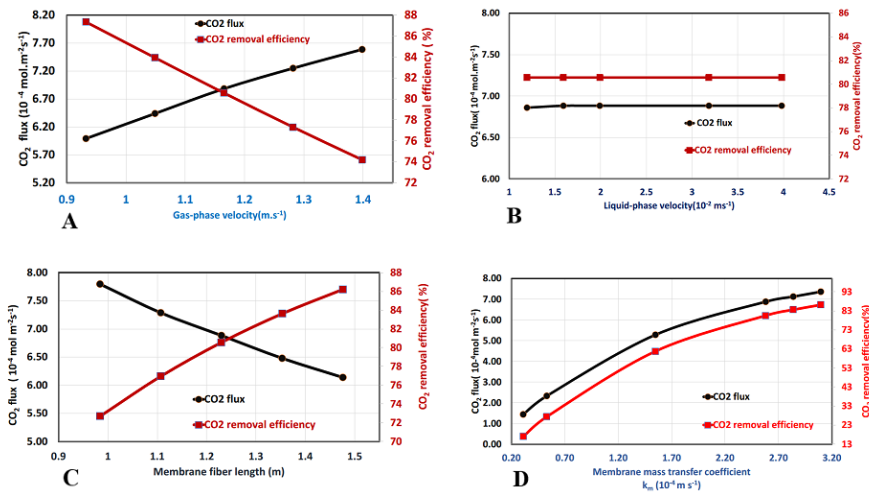 CO2 flux (10⁻⁴ mol.m⁻²s⁻¹)
8.20
7.70
7.20
6.70
6.20
5.70
5.20
CO2 flux
CO2 removal efficiency
88
86
84
82
80
78
76
74
72
CO2 removal efficiency (%)
0.9 1 1.1 1.2 1.3 1.4
Gas-phase velocity(m.s⁻¹)
A
CO₂ flux( 10⁻⁴ mol.m⁻²s⁻¹)
8.00
7.00
6.00
CO2 flux
CO2 removal efficiency
86
84
82
80
78
76
74
72
CO₂ removal efficiency(%)
1 1.5 2 2.5 3 3.5 4 4.5
Liquid-phase velocity(10⁻² ms⁻¹)
B
CO₂ flux ( 10⁻⁴ mol m⁻²s⁻¹)
8.00
7.50
7.00
6.50
6.00
5.50
5.00
CO2 flux
CO2 removal efficiency
88
86
84
82
80
78
76
74
72
70
CO₂ removal efficiency( %)
0.9 1 1.1 1.2 1.3 1.4 1.5
Membrane fiber length (m)
C
CO₂ flux( 10⁻⁴mol m⁻²s⁻¹)
8.00
7.00
6.00
5.00
4.00
3.00
2.00
1.00
0.00
CO2 flux
CO2 removal efficiency
93
83
73
63
53
43
33
23
13
CO₂ removal efficiency(%)
0.20 0.70 1.20 1.70 2.20 2.70 3.20
Membrane mass transfer coefficient
kₘ (10⁻⁴ m s⁻¹)
D